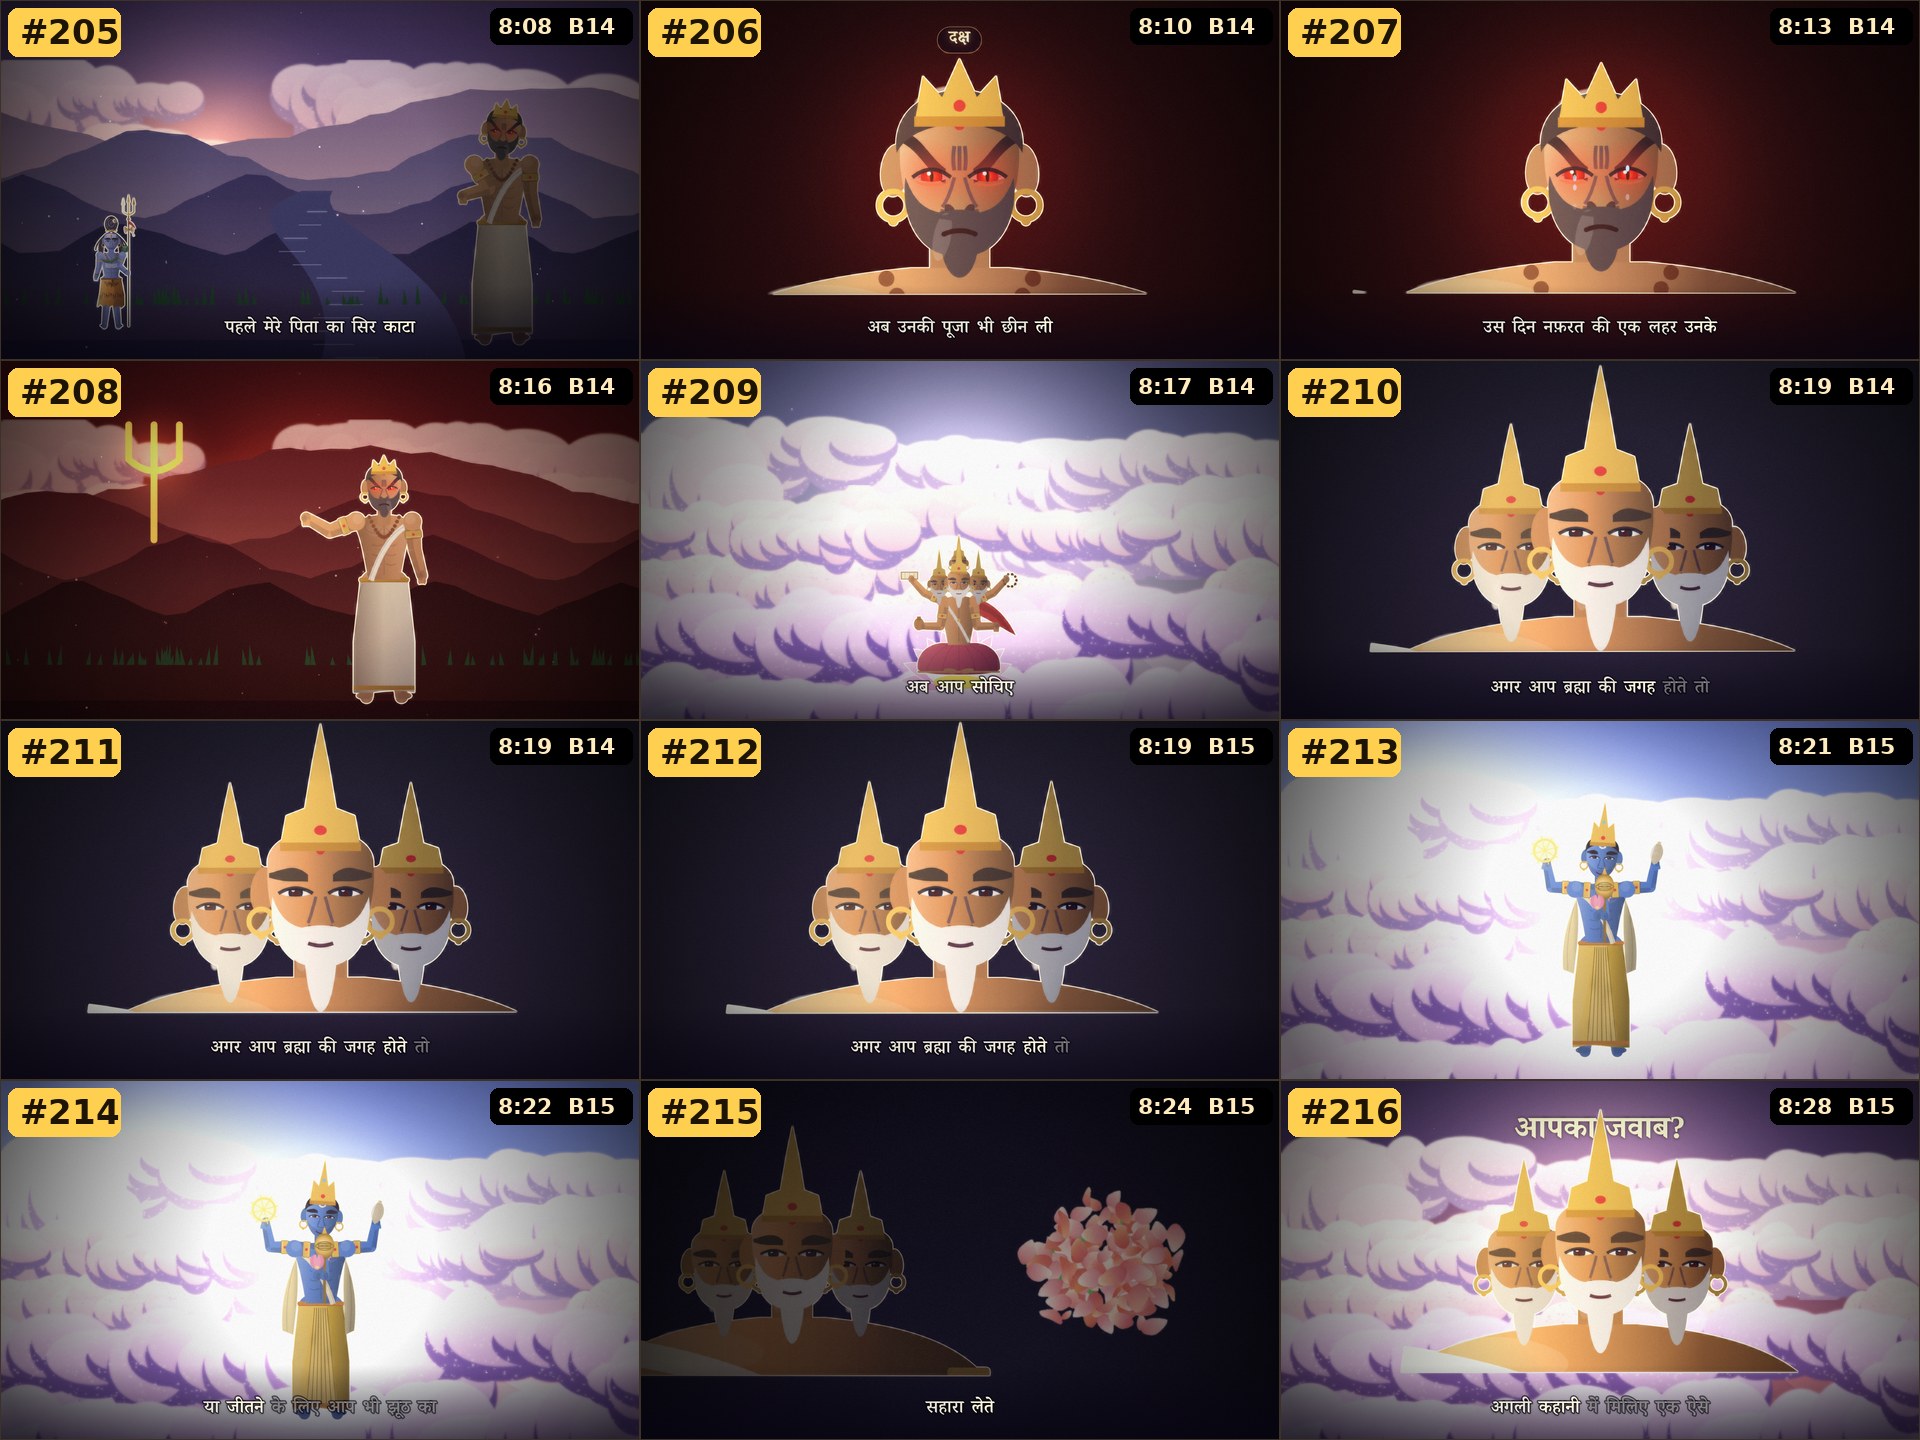 #205
8:08 B14
पहले मेरे पिता का सिर काटा
#206
8:10 B14
दक्ष
अब उनकी पूजा भी छीन ली
#207
8:13 B14
उस दिन नफ़रत की एक लहर उनके
#208
8:16 B14
#209
8:17 B14
अब आप सोचिए
#210
8:19 B14
अगर आप ब्रह्मा की जगह होते तो
#211
8:19 B14
अगर आप ब्रह्मा की जगह होते तो
#212
8:19 B15
अगर आप ब्रह्मा की जगह होते तो
#213
8:21 B15
#214
8:22 B15
या जीतने के लिए आप भी झूठ का
#215
8:24 B15
सहारा लेते
#216
8:28 B15
आपका जवाब?
अगली कहानी में मिलिए एक ऐसे